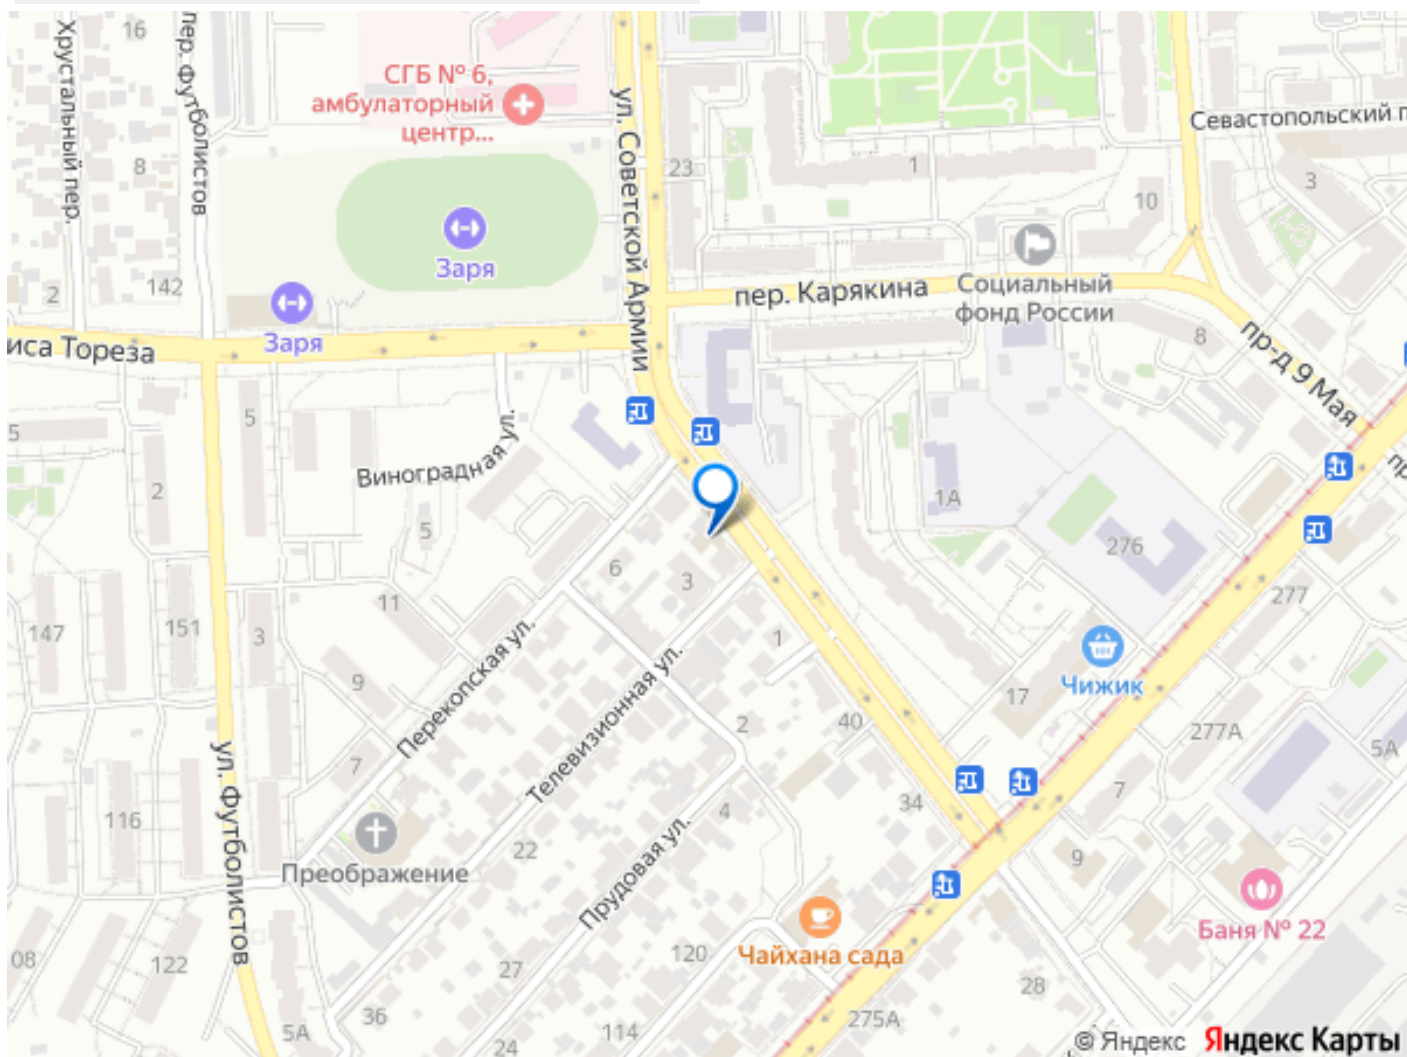 16
Хрустальный пер.
пер. Футболистов
8
142
2
СГБ № 6,
амбулаторный
центр...
ул. Советской Армии
23
1
Севастопольский п
3
10
Заря
Заря
пер. Карякина
Социальный
фонд России
8
пр-д 9 Мая
иса Тореза
5
5
2
Виноградная ул.
5
6
3
1А
276
277
11
147
151
3
9
1
Перекопская ул.
Телевизионная ул.
Чижик
17
277А
5А
2
40
7
7
34
4
116
ул. Футболистов
Преображение
22
Прудовая ул.
9
Баня № 22
08
122
27
120
Чайхана сада
28
36
5А
24
114
275А
© Яндекс Яндекс Карты